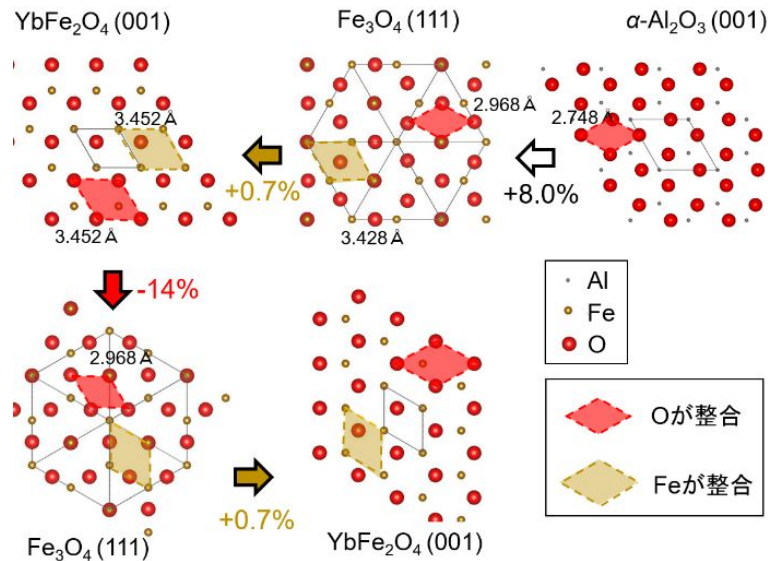 YbFe₂O₄ (001)
Fe₃O₄ (111)
α-Al₂O₃ (001)
3.452 Å
2.968 Å
2.748 Å
+0.7%
+8.0%
3.452 Å
3.428 Å
-14%
2.968 Å
+0.7%
Al
Fe
O
Oが整合
Feが整合
Fe₃O₄ (111)
YbFe₂O₄ (001)